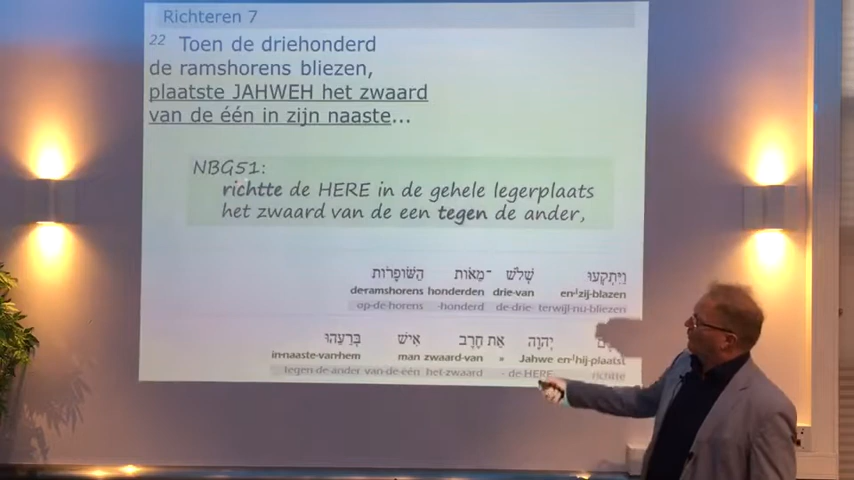 Richteren 7
22 Toen de driehonderd
de ramshorens bliezen,
plaatste JAHWEH het zwaard
van de één in zijn naaste...
NBG51:
richtte de HERE in de gehele legerplaats
het zwaard van de een tegen de ander,
וַיִּתְקְעוּ שְׁלֹשׁ ־מֵאוֹת הַשּׁוֹפָרוֹת
deramshorens honderden drie-van en-ⁱzij-blazen
op-de-horens -honderd de-drie- terwijl-nu-bliezen
יְהוָה אֵת חֶרֶב אִישׁ בְּרֵעֵהוּ
in-naaste-van-hem man zwaard-van » Jahwe en-ⁱhij-plaatst
tegen-de-ander van-de-één het-zwaard - de-HERE richtte